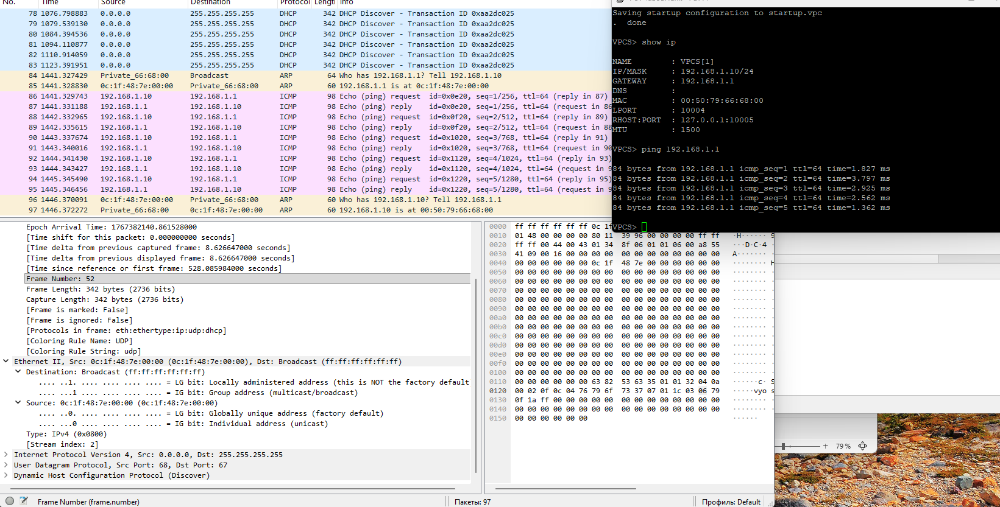 No. Time Source Destination Protocol Lengtl Info
78 1076.798883 0.0.0.0 255.255.255.255 DHCP 342 DHCP Discover - Transaction ID 0xaa2dc025
79 1079.539130 0.0.0.0 255.255.255.255 DHCP 342 DHCP Discover - Transaction ID 0xaa2dc025
80 1084.394536 0.0.0.0 255.255.255.255 DHCP 342 DHCP Discover - Transaction ID 0xaa2dc025
81 1094.110877 0.0.0.0 255.255.255.255 DHCP 342 DHCP Discover - Transaction ID 0xaa2dc025
82 1110.914059 0.0.0.0 255.255.255.255 DHCP 342 DHCP Discover - Transaction ID 0xaa2dc025
83 1123.391951 0.0.0.0 255.255.255.255 DHCP 342 DHCP Discover - Transaction ID 0xaa2dc025
84 1441.327429 Private_66:68:00 Broadcast ARP 64 Who has 192.168.1.1? Tell 192.168.1.10
85 1441.328830 0c:1f:48:7e:00:00 Private_66:68:00 ARP 60 192.168.1.1 is at 0c:1f:48:7e:00:00
86 1441.329743 192.168.1.10 192.168.1.1 ICMP 98 Echo (ping) request id=0x0e20, seq=1/256, ttl=64 (reply in 87)
87 1441.331188 192.168.1.1 192.168.1.10 ICMP 98 Echo (ping) reply id=0x0e20, seq=1/256, ttl=64 (request in 86
88 1442.332965 192.168.1.10 192.168.1.1 ICMP 98 Echo (ping) request id=0x0f20, seq=2/512, ttl=64 (reply in 89)
89 1442.335615 192.168.1.1 192.168.1.10 ICMP 98 Echo (ping) reply id=0x0f20, seq=2/512, ttl=64 (request in 88
90 1443.337674 192.168.1.10 192.168.1.1 ICMP 98 Echo (ping) request id=0x1020, seq=3/768, ttl=64 (reply in 91)
91 1443.340016 192.168.1.1 192.168.1.10 ICMP 98 Echo (ping) reply id=0x1020, seq=3/768, ttl=64 (request in 90
92 1444.341430 192.168.1.10 192.168.1.1 ICMP 98 Echo (ping) request id=0x1120, seq=4/1024, ttl=64 (reply in 93)
93 1444.343427 192.168.1.1 192.168.1.10 ICMP 98 Echo (ping) reply id=0x1120, seq=4/1024, ttl=64 (request in 9
94 1445.345490 192.168.1.10 192.168.1.1 ICMP 98 Echo (ping) request id=0x1220, seq=5/1280, ttl=64 (reply in 95)
95 1445.346456 192.168.1.1 192.168.1.10 ICMP 98 Echo (ping) reply id=0x1220, seq=5/1280, ttl=64 (request in 9
96 1446.370091 0c:1f:48:7e:00:00 Private_66:68:00 ARP 60 Who has 192.168.1.10? Tell 192.168.1.1
97 1446.372272 Private_66:68:00 0c:1f:48:7e:00:00 ARP 60 192.168.1.10 is at 00:50:79:66:68:00
Saving startup configuration to startup.vpc
. done
VPCS> show ip
NAME : VPCS[1]
IP/MASK : 192.168.1.10/24
GATEWAY : 192.168.1.1
DNS :
MAC : 00:50:79:66:68:00
LPORT : 10004
RHOST:PORT : 127.0.0.1:10005
MTU : 1500
VPCS> ping 192.168.1.1
84 bytes from 192.168.1.1 icmp_seq=1 ttl=64 time=1.827 ms
84 bytes from 192.168.1.1 icmp_seq=2 ttl=64 time=3.797 ms
84 bytes from 192.168.1.1 icmp_seq=3 ttl=64 time=2.925 ms
84 bytes from 192.168.1.1 icmp_seq=4 ttl=64 time=2.562 ms
84 bytes from 192.168.1.1 icmp_seq=5 ttl=64 time=1.362 ms
VPCS>
Epoch Arrival Time: 1767382140.861528000
[Time shift for this packet: 0.000000000 seconds]
[Time delta from previous captured frame: 8.626647000 seconds]
[Time delta from previous displayed frame: 8.626647000 seconds]
[Time since reference or first frame: 528.085984000 seconds]
Frame Number: 52
Frame Length: 342 bytes (2736 bits)
Capture Length: 342 bytes (2736 bits)
[Frame is marked: False]
[Frame is ignored: False]
[Protocols in frame: eth:ethertype:ip:udp:dhcp]
[Coloring Rule Name: UDP]
[Coloring Rule String: udp]
Ethernet II, Src: 0c:1f:48:7e:00:00 (0c:1f:48:7e:00:00), Dst: Broadcast (ff:ff:ff:ff:ff:ff)
Destination: Broadcast (ff:ff:ff:ff:ff:ff)
.... ..1. .... .... .... .... = LG bit: Locally administered address (this is NOT the factory default
.... ...1 .... .... .... .... = IG bit: Group address (multicast/broadcast)
Source: 0c:1f:48:7e:00:00 (0c:1f:48:7e:00:00)
.... ..0. .... .... .... .... = LG bit: Globally unique address (factory default)
.... ...0 .... .... .... .... = IG bit: Individual address (unicast)
Type: IPv4 (0x0800)
[Stream index: 2]
Internet Protocol Version 4, Src: 0.0.0.0, Dst: 255.255.255.255
User Datagram Protocol, Src Port: 68, Dst Port: 67
Dynamic Host Configuration Protocol (Discover)
0000 ff ff ff ff ff ff 0c 1f
0010 01 48 00 00 00 00 80 11 39 96 00 00 00 00 ff ff ·H······ 9
0020 ff ff 00 44 00 43 01 34 8f 06 01 01 06 00 a8 55 ···D·C·4 ·
0030 41 09 00 16 00 00 00 00 00 00 00 00 00 00 00 00 A······· ·
0040 00 00 00 00 00 00 0c 1f 48 7e 00 00 00 00 00 00 ········ H
0050 00 00 00 00 00 00 00 00 00 00 00 00 00 00 00 00 ········ ·
0060 00 00 00 00 00 00 00 00 00 00 00 00 00 00 00 00 ········ ·
0070 00 00 00 00 00 00 00 00 00 00 00 00 00 00 00 00 ········ ·
0080 00 00 00 00 00 00 00 00 00 00 00 00 00 00 00 00 ········ ·
0090 00 00 00 00 00 00 00 00 00 00 00 00 00 00 00 00 ········ ·
00a0 00 00 00 00 00 00 00 00 00 00 00 00 00 00 00 00 ········ ·
00b0 00 00 00 00 00 00 00 00 00 00 00 00 00 00 00 00 ········ ·
00c0 00 00 00 00 00 00 00 00 00 00 00 00 00 00 00 00 ········ ·
00d0 00 00 00 00 00 00 00 00 00 00 00 00 00 00 00 00 ········ ·
00e0 00 00 00 00 00 00 00 00 00 00 00 00 00 00 00 00 ········ ·
00f0 00 00 00 00 00 00 00 00 00 00 00 00 00 00 00 00 ········ ·
0100 00 00 00 00 00 00 00 00 00 00 00 00 00 00 00 00 ········ ·
0110 00 00 00 00 00 00 63 82 53 63 35 01 01 32 04 0a ······c· S
0120 00 02 0f 0c 04 76 79 6f 73 37 07 01 1c 03 06 79 ·····vyo s
0130 0f 1a ff 00 00 00 00 00 00 00 00 00 00 00 00 00 ········ ·
0140 00 00 00 00 00 00 00 00 00 00 00 00 00 00 00 00 ········ ·
0150 00 00 00 00 00 00 ······
79 %
Frame Number (frame.number)
Пакеты: 97
Профиль: Default